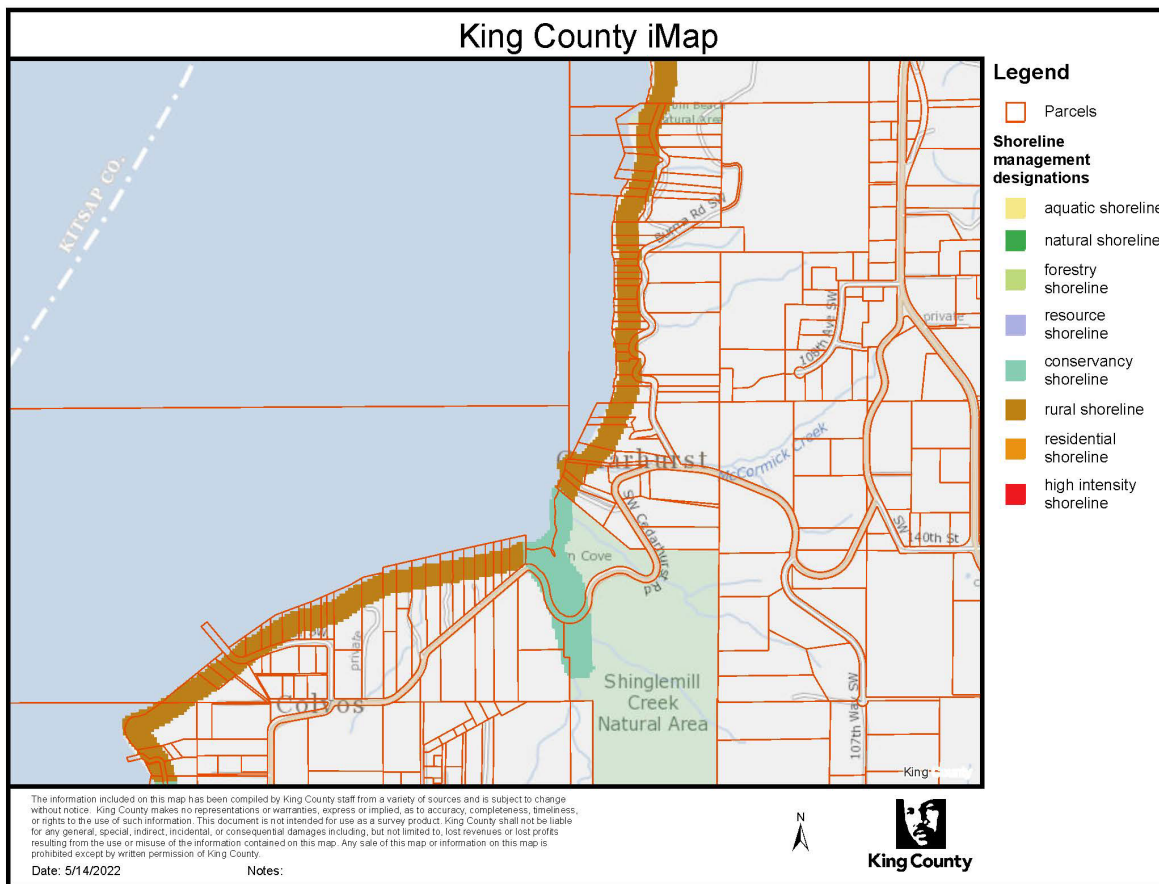 King County iMap
KITSAP CO.
Beach
Natural Area
Burma Rd SW
108th Ave SW
private
McCormick Creek
SW Cedarhurst Rd
SW
140th St
Cove
private
Colvos
Shinglemill
Creek
Natural Area
107th Way SW
King County
Legend
Parcels
Shoreline
management
designations
aquatic shoreline
natural shoreline
forestry
shoreline
resource
shoreline
conservancy
shoreline
rural shoreline
residential
shoreline
high intensity
shoreline
The information included on this map has been compiled by King County staff from a variety of sources and is subject to change
without notice. King County makes no representations or warranties, express or implied, as to accuracy, completeness, timeliness,
or rights to the use of such information. This document is not intended for use as a survey product. King County shall not be liable
for any general, special, indirect, incidental, or consequential damages including, but not limited to, lost revenues or lost profits
resulting from the use or misuse of the information contained on this map. Any sale of this map or information on this map is
prohibited except by written permission of King County.
Date: 5/14/2022 Notes:
N
King County